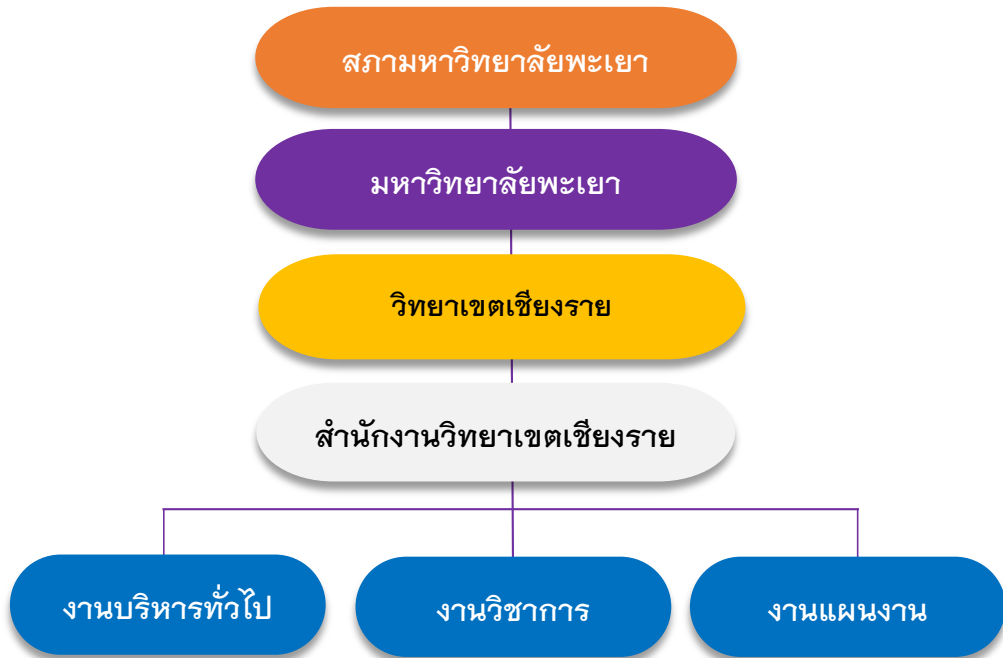 สภามหาวิทยาลัยพะเยา
มหาวิทยาลัยพะเยา
วิทยาเขตเชียงราย
สำนักงานวิทยาเขตเชียงราย
งานบริหารทั่วไป
งานวิชาการ
งานแผนงาน